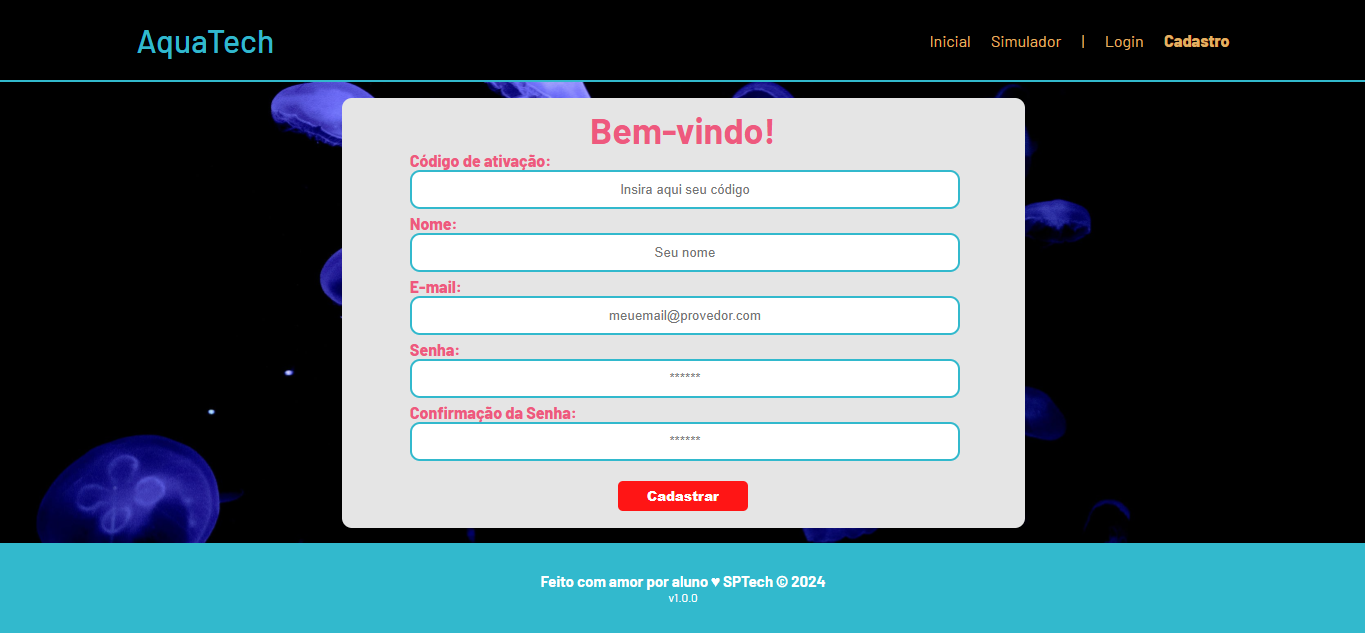 AquaTech
Inicial Simulador | Login Cadastro
Bem-vindo!
Código de ativação:
Insira aqui seu código
Nome:
Seu nome
E-mail:
meuemail@provedor.com
Senha:
******
Confirmação da Senha:
******
Cadastrar
Feito com amor por aluno ♥ SPTech © 2024
v1.0.0